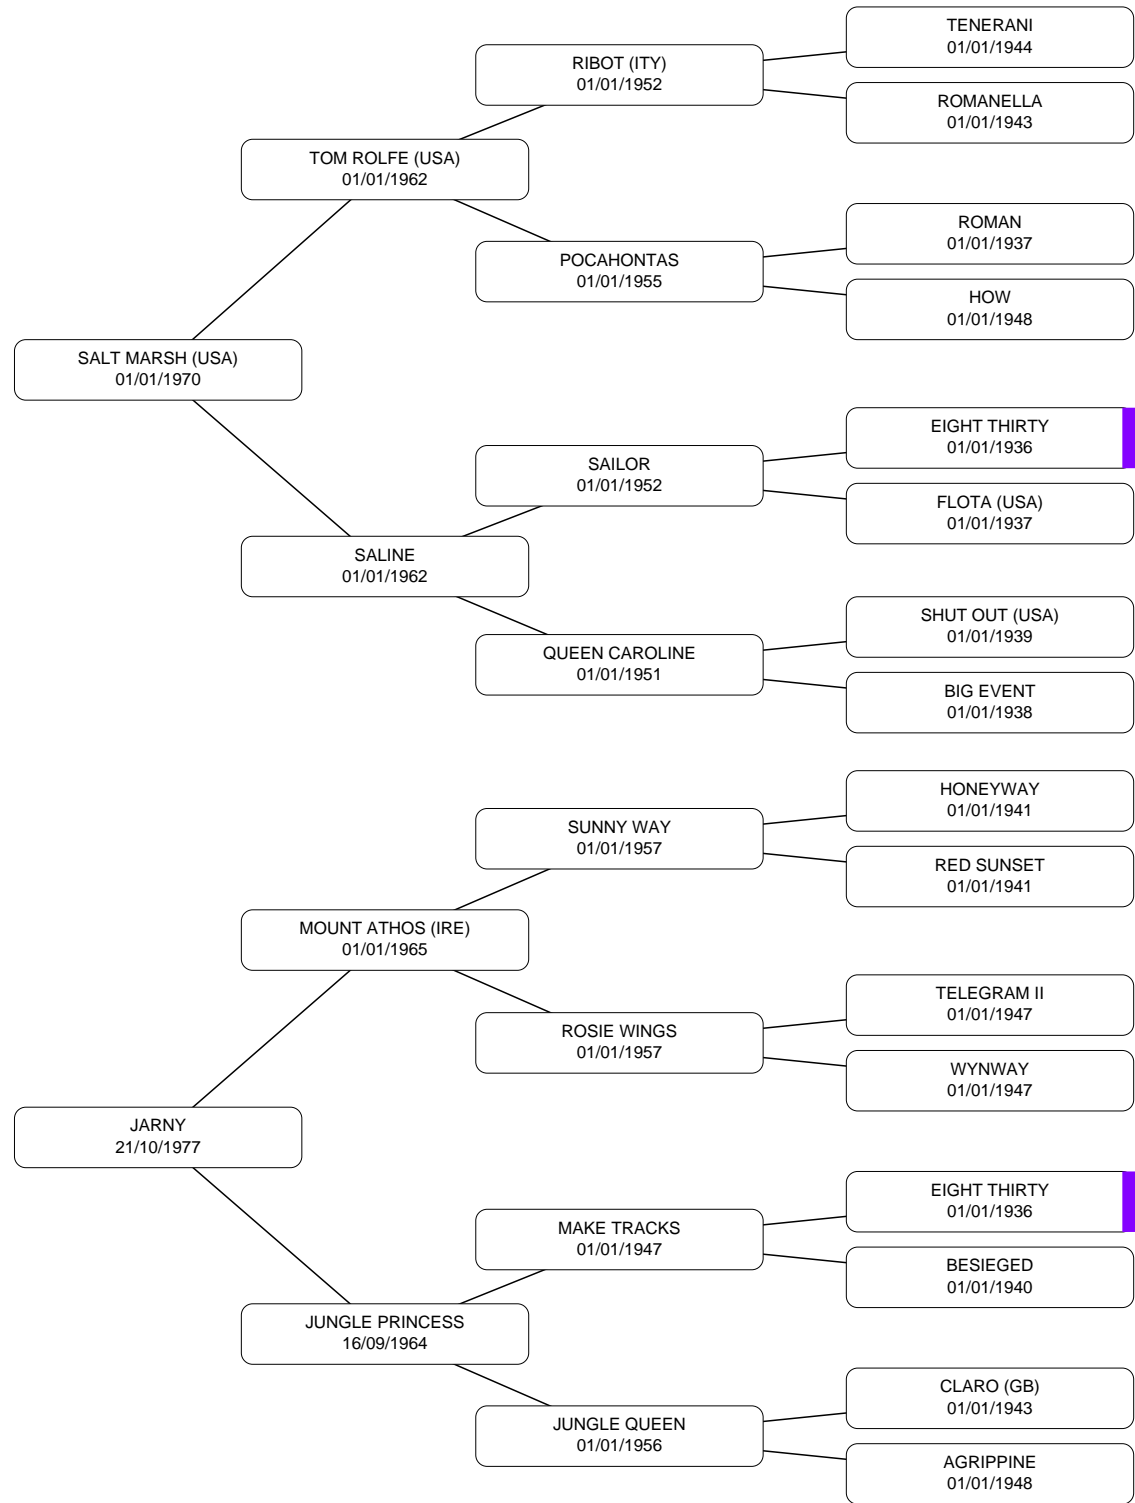 TENERANI
01/01/1944
RIBOT (ITY)
01/01/1952
ROMANELLA
01/01/1943
TOM ROLFE (USA)
01/01/1962
ROMAN
01/01/1937
POCAHONTAS
01/01/1955
HOW
01/01/1948
SALT MARSH (USA)
01/01/1970
EIGHT THIRTY
01/01/1936
SAILOR
01/01/1952
FLOTA (USA)
01/01/1937
SALINE
01/01/1962
SHUT OUT (USA)
01/01/1939
QUEEN CAROLINE
01/01/1951
BIG EVENT
01/01/1938
HONEYWAY
01/01/1941
SUNNY WAY
01/01/1957
RED SUNSET
01/01/1941
MOUNT ATHOS (IRE)
01/01/1965
TELEGRAM II
01/01/1947
ROSIE WINGS
01/01/1957
WYNWAY
01/01/1947
JARNY
21/10/1977
EIGHT THIRTY
01/01/1936
MAKE TRACKS
01/01/1947
BESIEGED
01/01/1940
JUNGLE PRINCESS
16/09/1964
CLARO (GB)
01/01/1943
JUNGLE QUEEN
01/01/1956
AGRIPPINE
01/01/1948